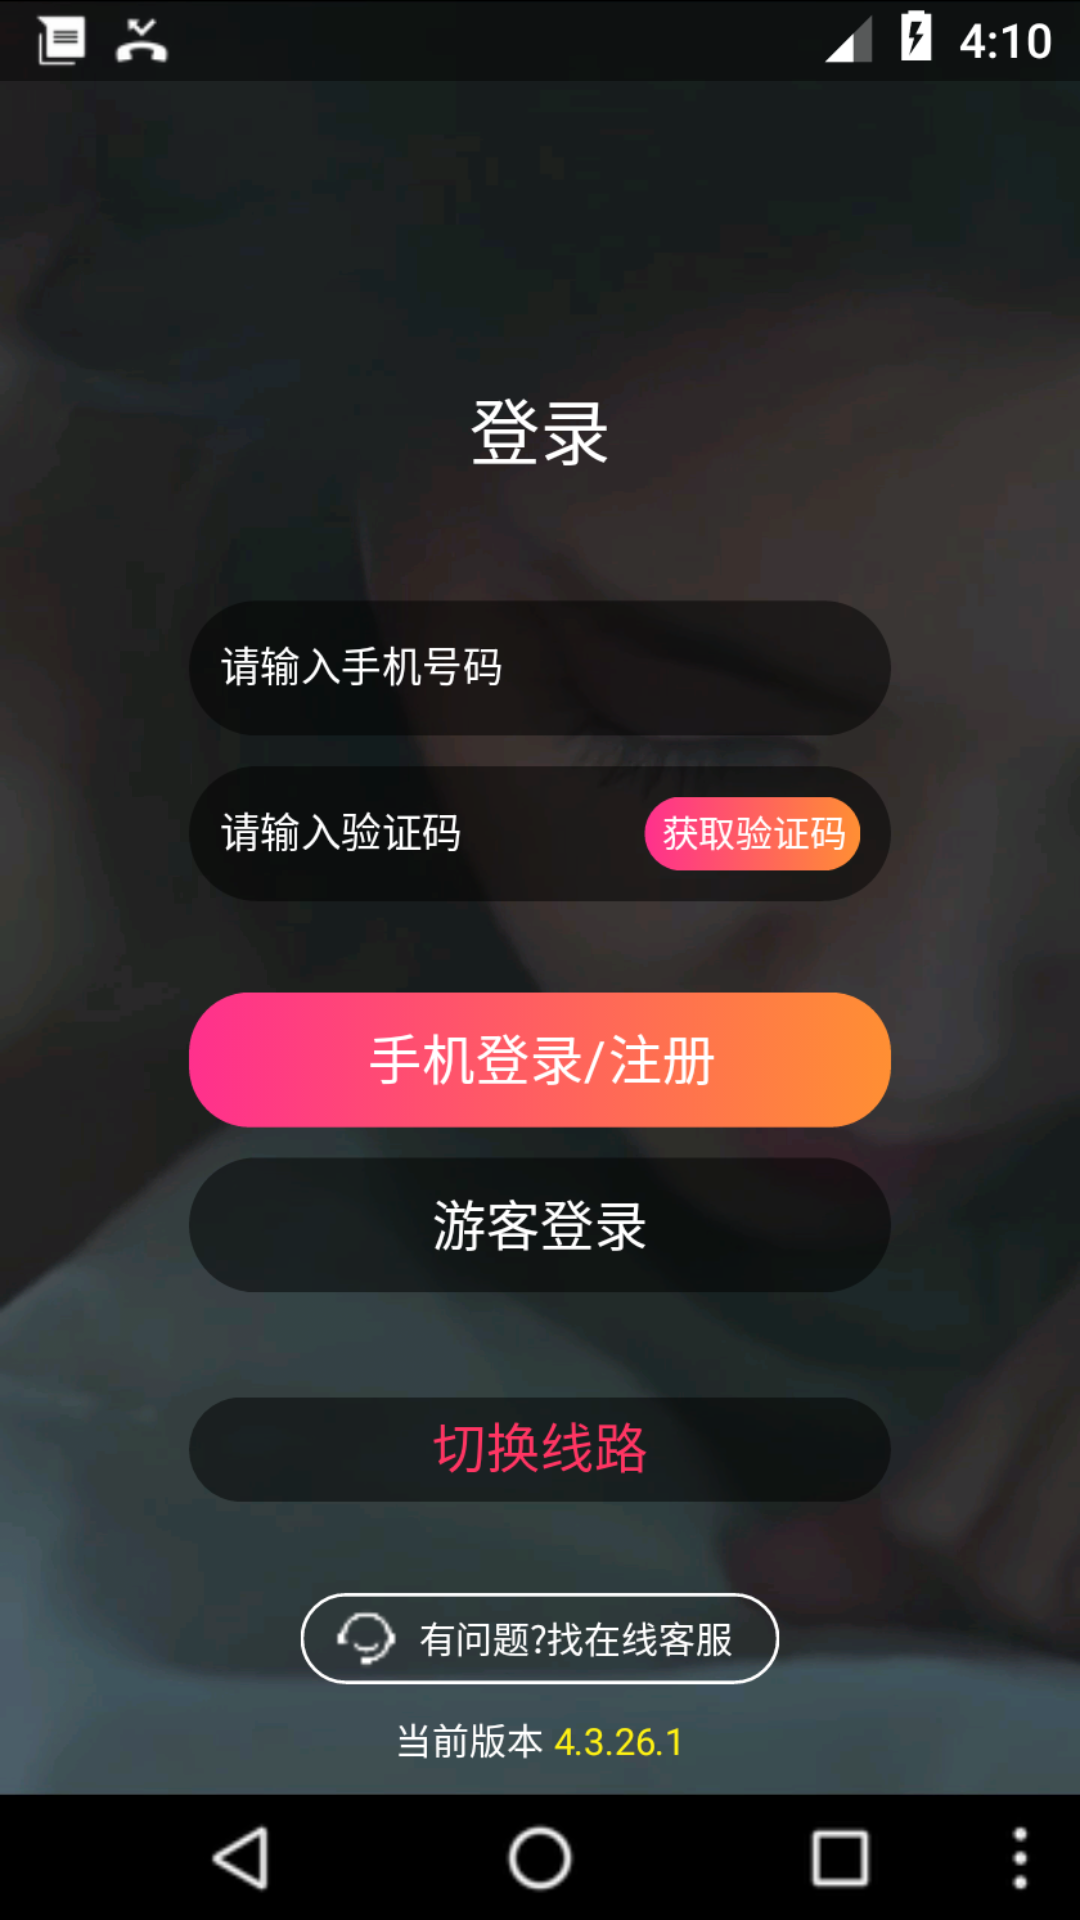 4:10
登录
请输入手机号码
请输入验证码 获取验证码
手机登录/注册
游客登录
切换线路
有问题?找在线客服
当前版本 4.3.26.1